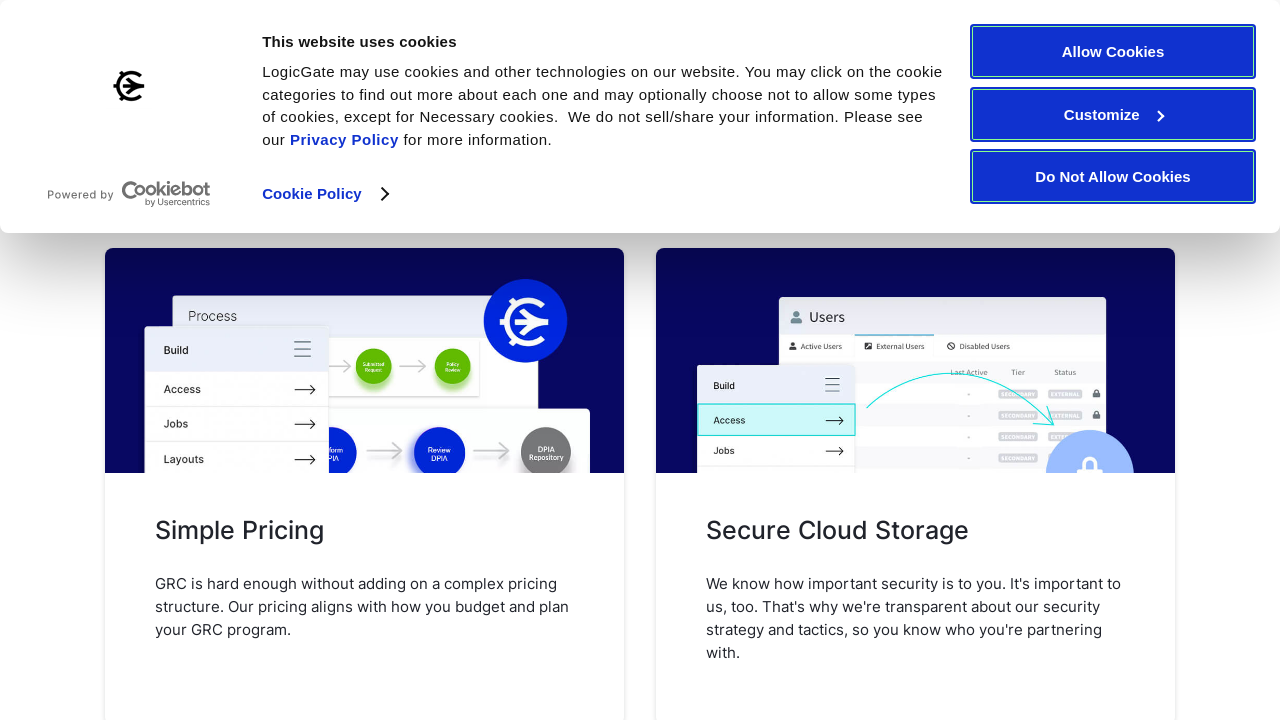 This website uses cookies
LogicGate may use cookies and other technologies on our website. You may click on the cookie
categories to find out more about each one and may optionally choose not to allow some types
of cookies, except for Necessary cookies.  We do not sell/share your information. Please see
our Privacy Policy for more information.
Powered by Cookiebot
by Usercentrics
Cookie Policy
Allow Cookies
Customize
Do Not Allow Cookies
Process
Build
Access
Jobs
Layouts
Submitted
Request
Policy
Review
DPIA
Review
DPIA
DPIA
Repository
Users
Active Users
External Users
Disabled Users
Last Active
Tier
Status
Build
Access
Jobs
SECONDARY EXTERNAL
SECONDARY EXTERNAL
SECONDARY EXTERNAL
SECONDARY EXTERNAL
Simple Pricing
GRC is hard enough without adding on a complex pricing
structure. Our pricing aligns with how you budget and plan
your GRC program.
Secure Cloud Storage
We know how important security is to you. It's important to
us, too. That's why we're transparent about our security
strategy and tactics, so you know who you're partnering
with.